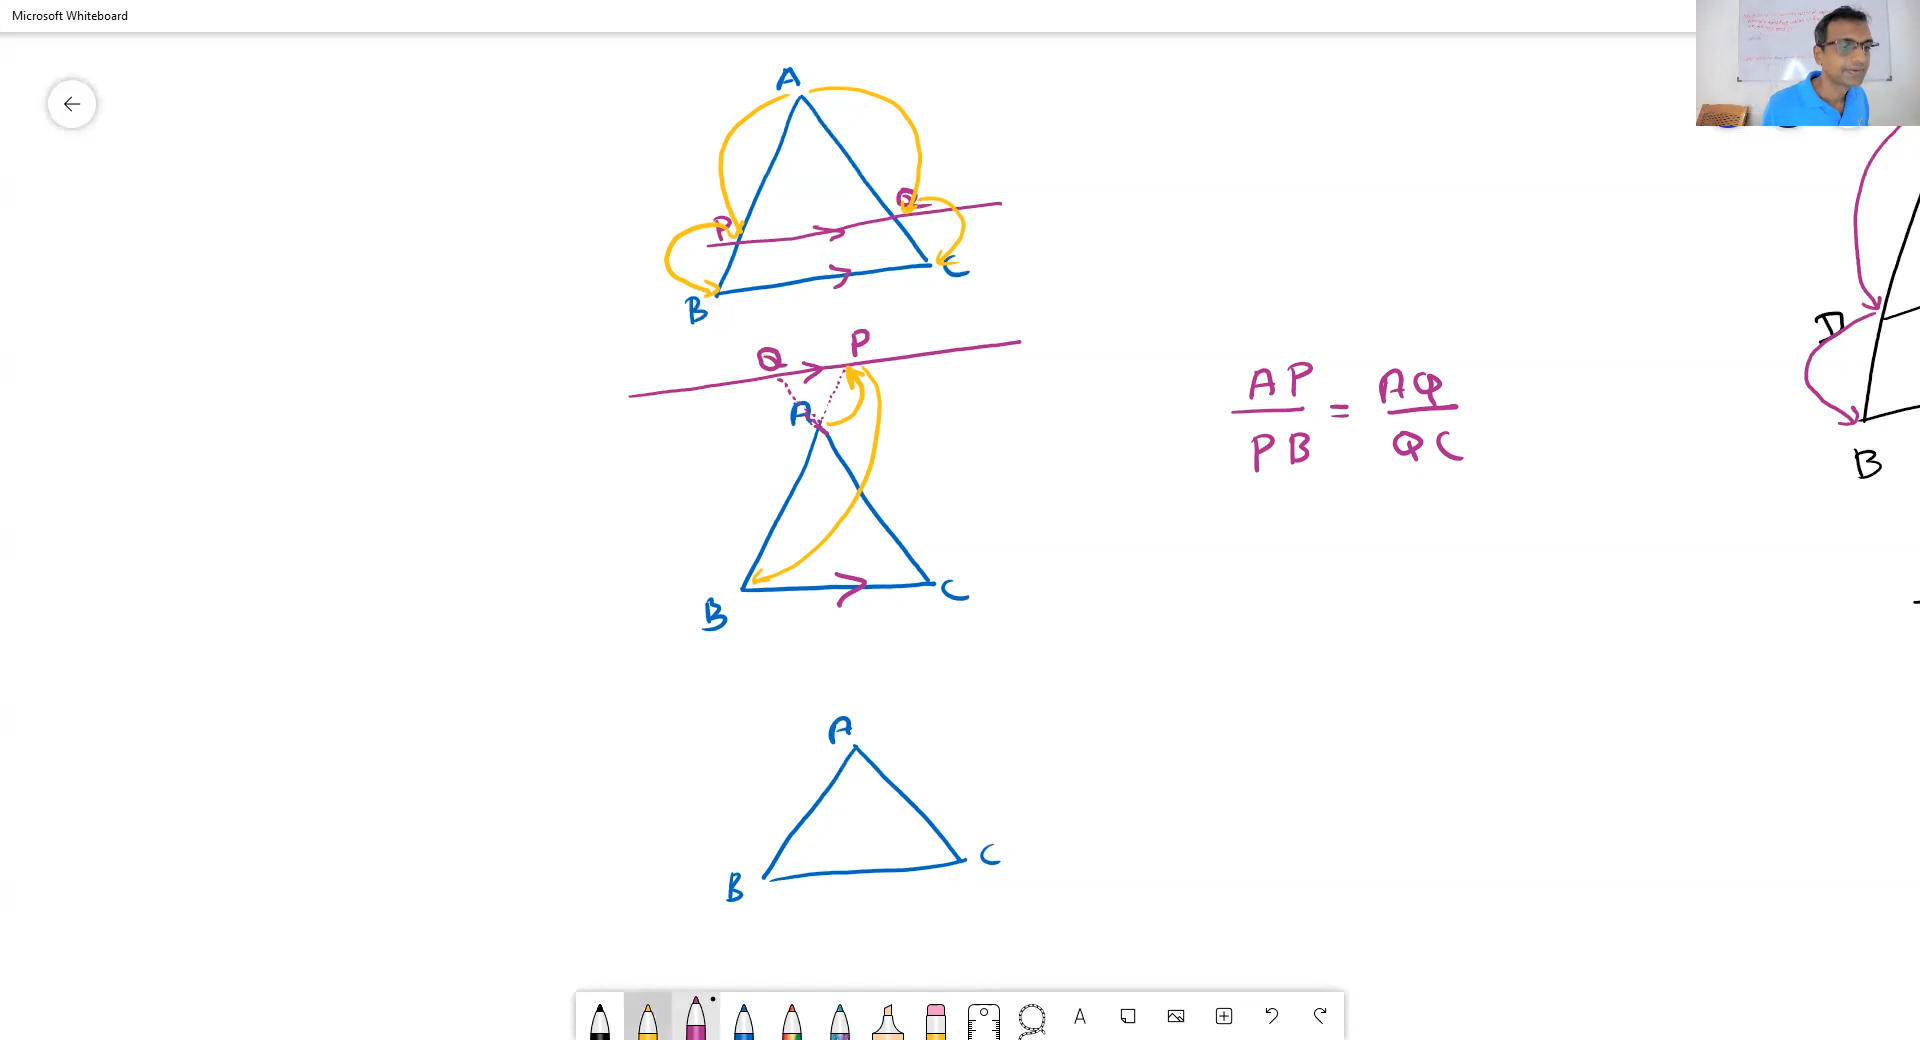 Microsoft Whiteboard
A
P Q
B C
Q P
A
B C
AP/PB = AQ/QC
D
B
A
B C
A